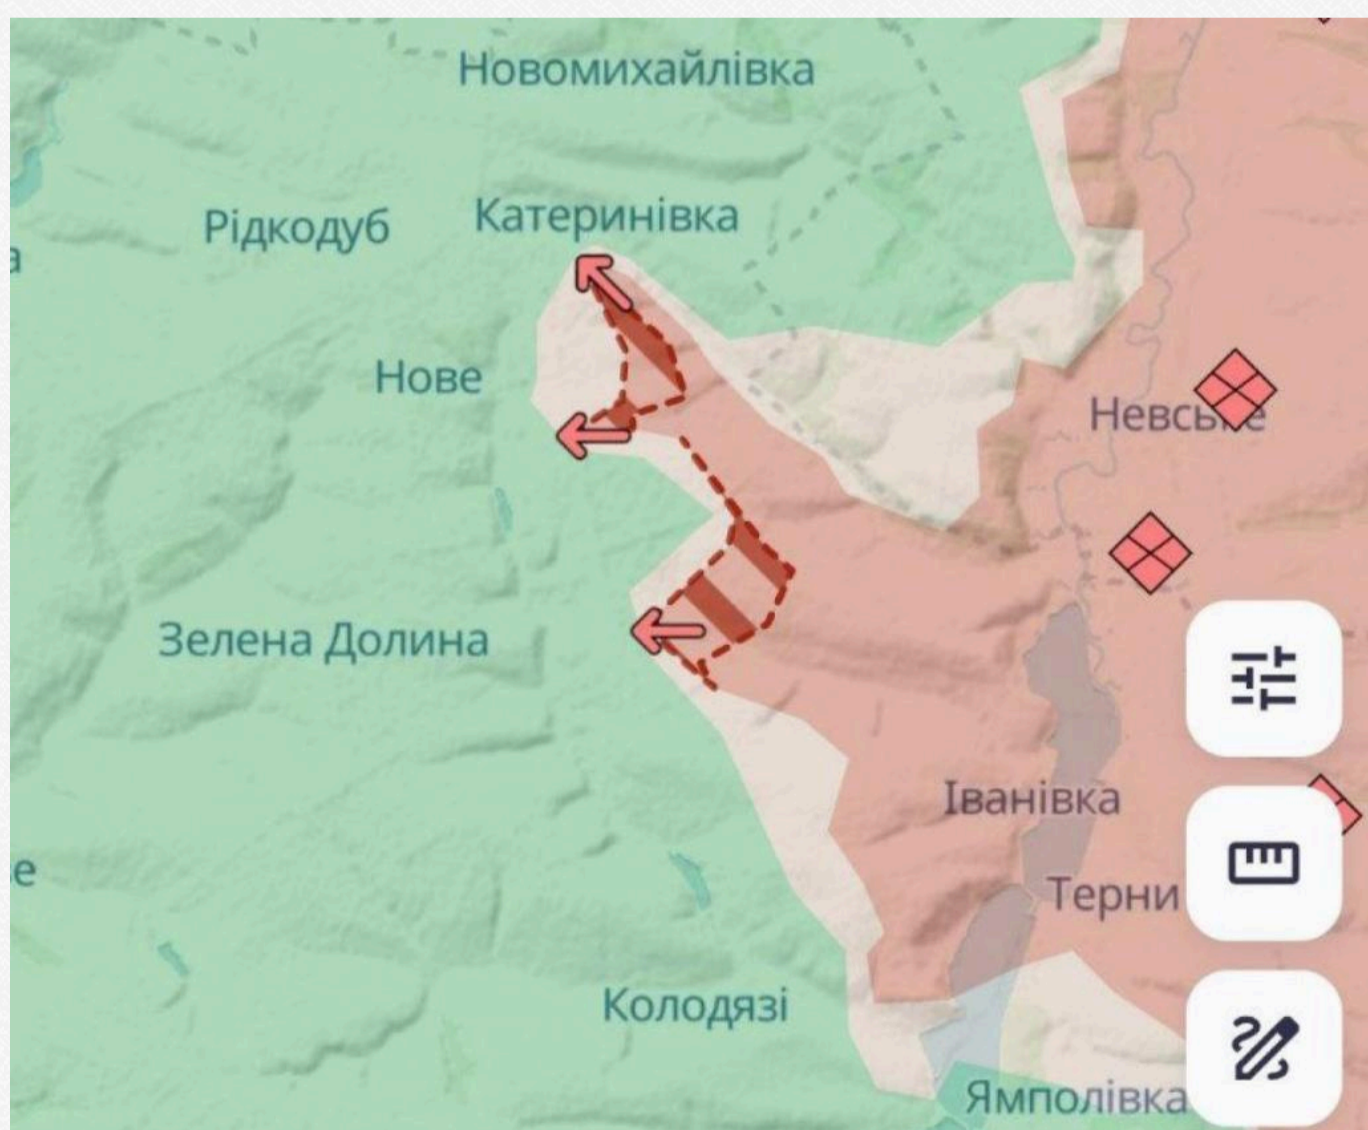 Новомихайлівка
Рідкодуб
Катеринівка
а
Нове
Невське
Зелена Долина
Іванівка
е
Терни
Колодязі
Ямполівка